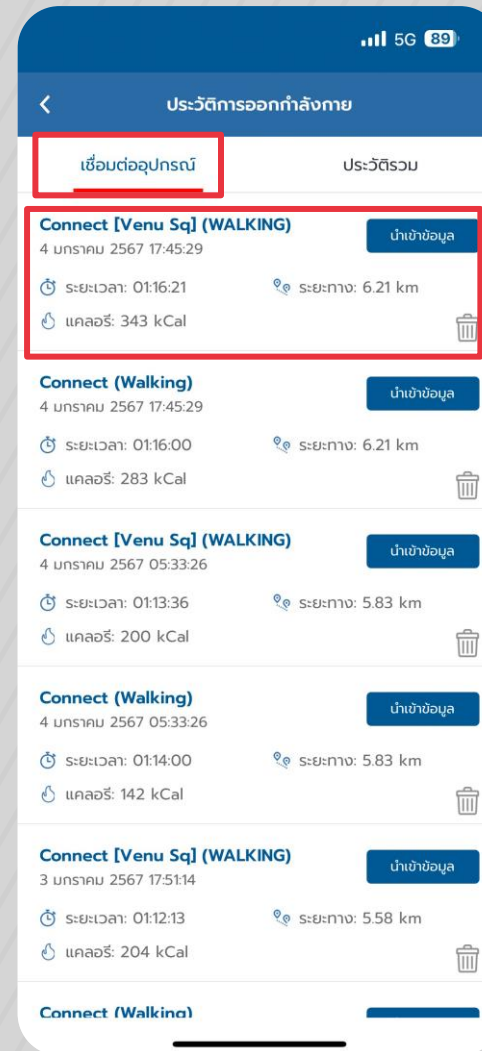 5G 89
ประวัติการออกกำลังกาย
เชื่อมต่ออุปกรณ์ ประวัติรวม
Connect [Venu Sq] (WALKING) นำเข้าข้อมูล
4 มกราคม 2567 17:45:29
ระยะเวลา: 01:16:21 ระยะทาง: 6.21 km
แคลอรี: 343 kCal
Connect (Walking) นำเข้าข้อมูล
4 มกราคม 2567 17:45:29
ระยะเวลา: 01:16:00 ระยะทาง: 6.21 km
แคลอรี: 283 kCal
Connect [Venu Sq] (WALKING) นำเข้าข้อมูล
4 มกราคม 2567 05:33:26
ระยะเวลา: 01:13:36 ระยะทาง: 5.83 km
แคลอรี: 200 kCal
Connect (Walking) นำเข้าข้อมูล
4 มกราคม 2567 05:33:26
ระยะเวลา: 01:14:00 ระยะทาง: 5.83 km
แคลอรี: 142 kCal
Connect [Venu Sq] (WALKING) นำเข้าข้อมูล
3 มกราคม 2567 17:51:14
ระยะเวลา: 01:12:13 ระยะทาง: 5.58 km
แคลอรี: 204 kCal
Connect (Walking)